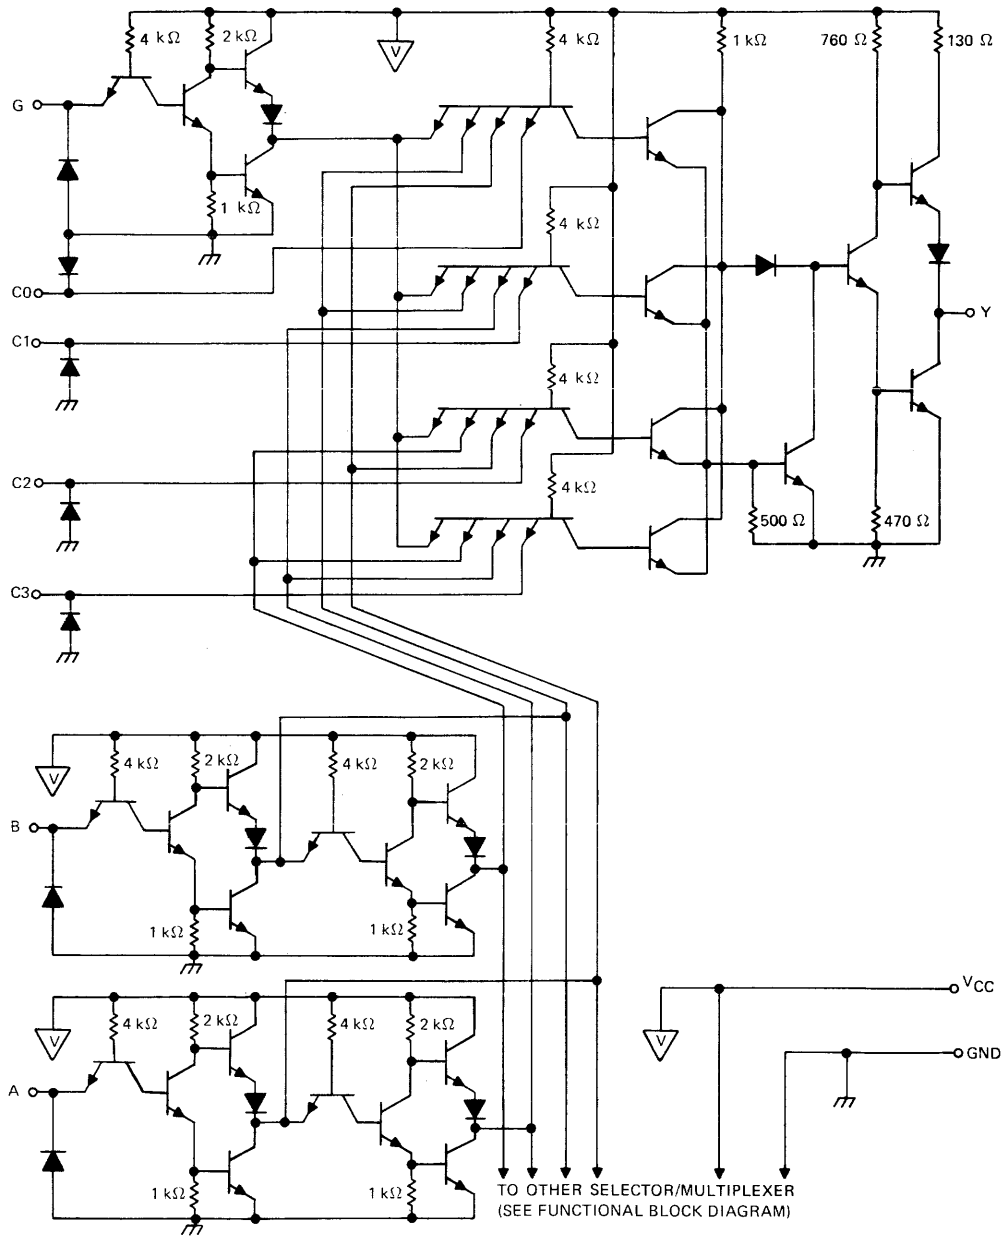 4 kΩ 2 kΩ V 4 kΩ 1 kΩ 760 Ω 130 Ω
G
1 kΩ
4 kΩ
C0
Y
C1
4 kΩ
C2
4 kΩ
500 Ω 470 Ω
C3
V 4 kΩ 2 kΩ 4 kΩ 2 kΩ
B
1 kΩ 1 kΩ
VCC
V 4 kΩ 2 kΩ 4 kΩ 2 kΩ V
GND
A
1 kΩ 1 kΩ
TO OTHER SELECTOR/MULTIPLEXER
(SEE FUNCTIONAL BLOCK DIAGRAM)